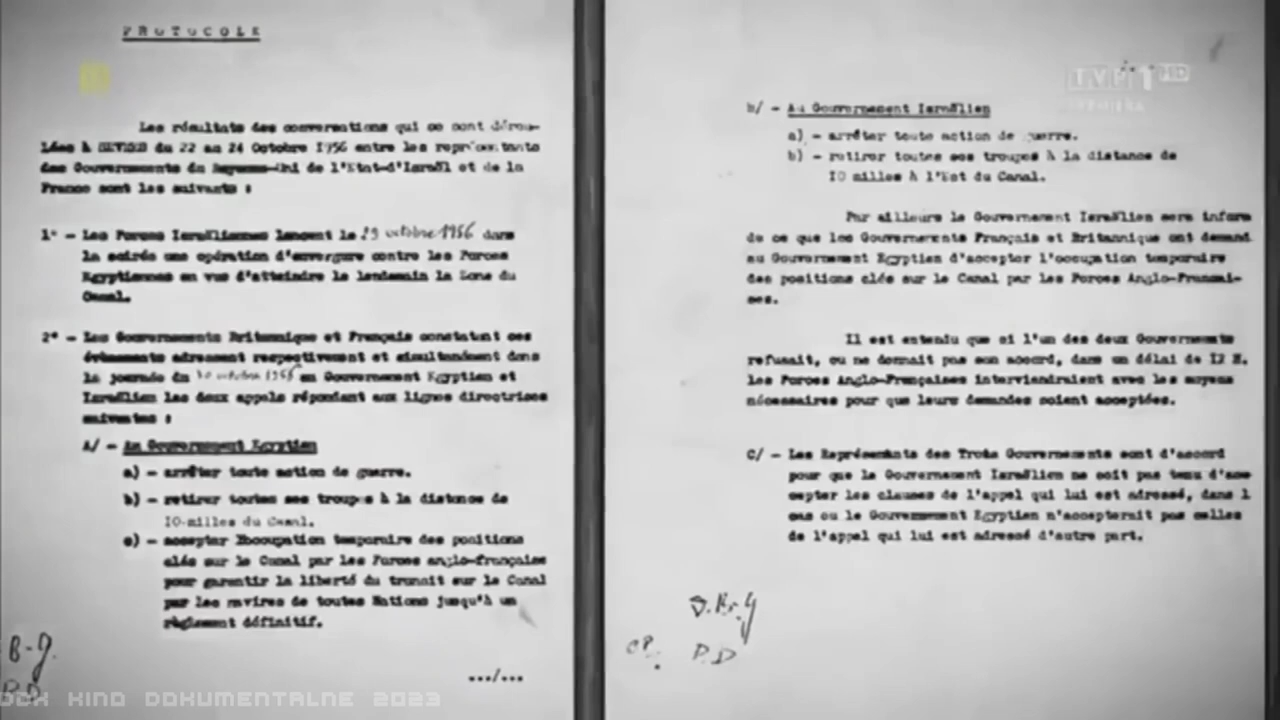 PROTOCOLE
Les résultats des conversations qui se sont dérou-
lées à SEVRES du 22 au 24 Octobre 1956 entre les représentants
des Gouvernements du Royaume-Uni de l'Etat-d'Israël et de la
France sont les suivants :
1° - Les Forces Israéliennes lancent le 29 octobre 1956 dans
la soirée une opération d'envergure contre les Forces
Egyptiennes en vue d'atteindre le lendemain la Zone du
Canal.
2° - Les Gouvernements Britannique et Français constatant ces
évènements adressent respectivement et simultanément dans
la journée du 30 octobre 1956 au Gouvernement Egyptien et
Israélien les deux appels répondant aux lignes directrices
suivantes :
A/ - Au Gouvernement Egyptien
a) - arrêter toute action de guerre.
b) - retirer toutes ses troupes à la distance de
10 milles du Canal.
c) - accepter l'occupation temporaire des positions
clés sur le Canal par les Forces anglo-françaises
pour garantir la liberté du transit sur le Canal
par les navires de toutes Nations jusqu'à un
règlement définitif.
.../...
B/ - Au Gouvernement Israëlien
a) - arrêter toute action de guerre.
b) - retirer toutes ses troupes à la distance de
10 milles à l'Est du Canal.
Par ailleurs le Gouvernement Israëlien sera informé
de ce que les Gouvernements Français et Britannique ont demand
au Gouvernement Egyptien d'accepter l'occupation temporaire
des positions clés sur le Canal par les Forces Anglo-Françai-
ses.
Il est entendu que si l'un des deux Gouvernements
refusait, ou ne donnait pas son accord, dans un délai de 12 H.
les Forces Anglo-Françaises interviendraient avec les moyens
nécessaires pour que leurs demandes soient acceptées.
C/ - Les Représentants des Trois Gouvernements sont d'accord
pour que le Gouvernement Israëlien ne soit pas tenu d'ac-
cepter les clauses de l'appel qui lui est adressé, dans l
cas ou le Gouvernement Egyptien n'accepterait pas celles
de l'appel qui lui est adressé d'autre part.
B-G.
P.D
D.B.G
P.D
TVP1 HD
DOCX KINO DOKUMENTALNE 2023